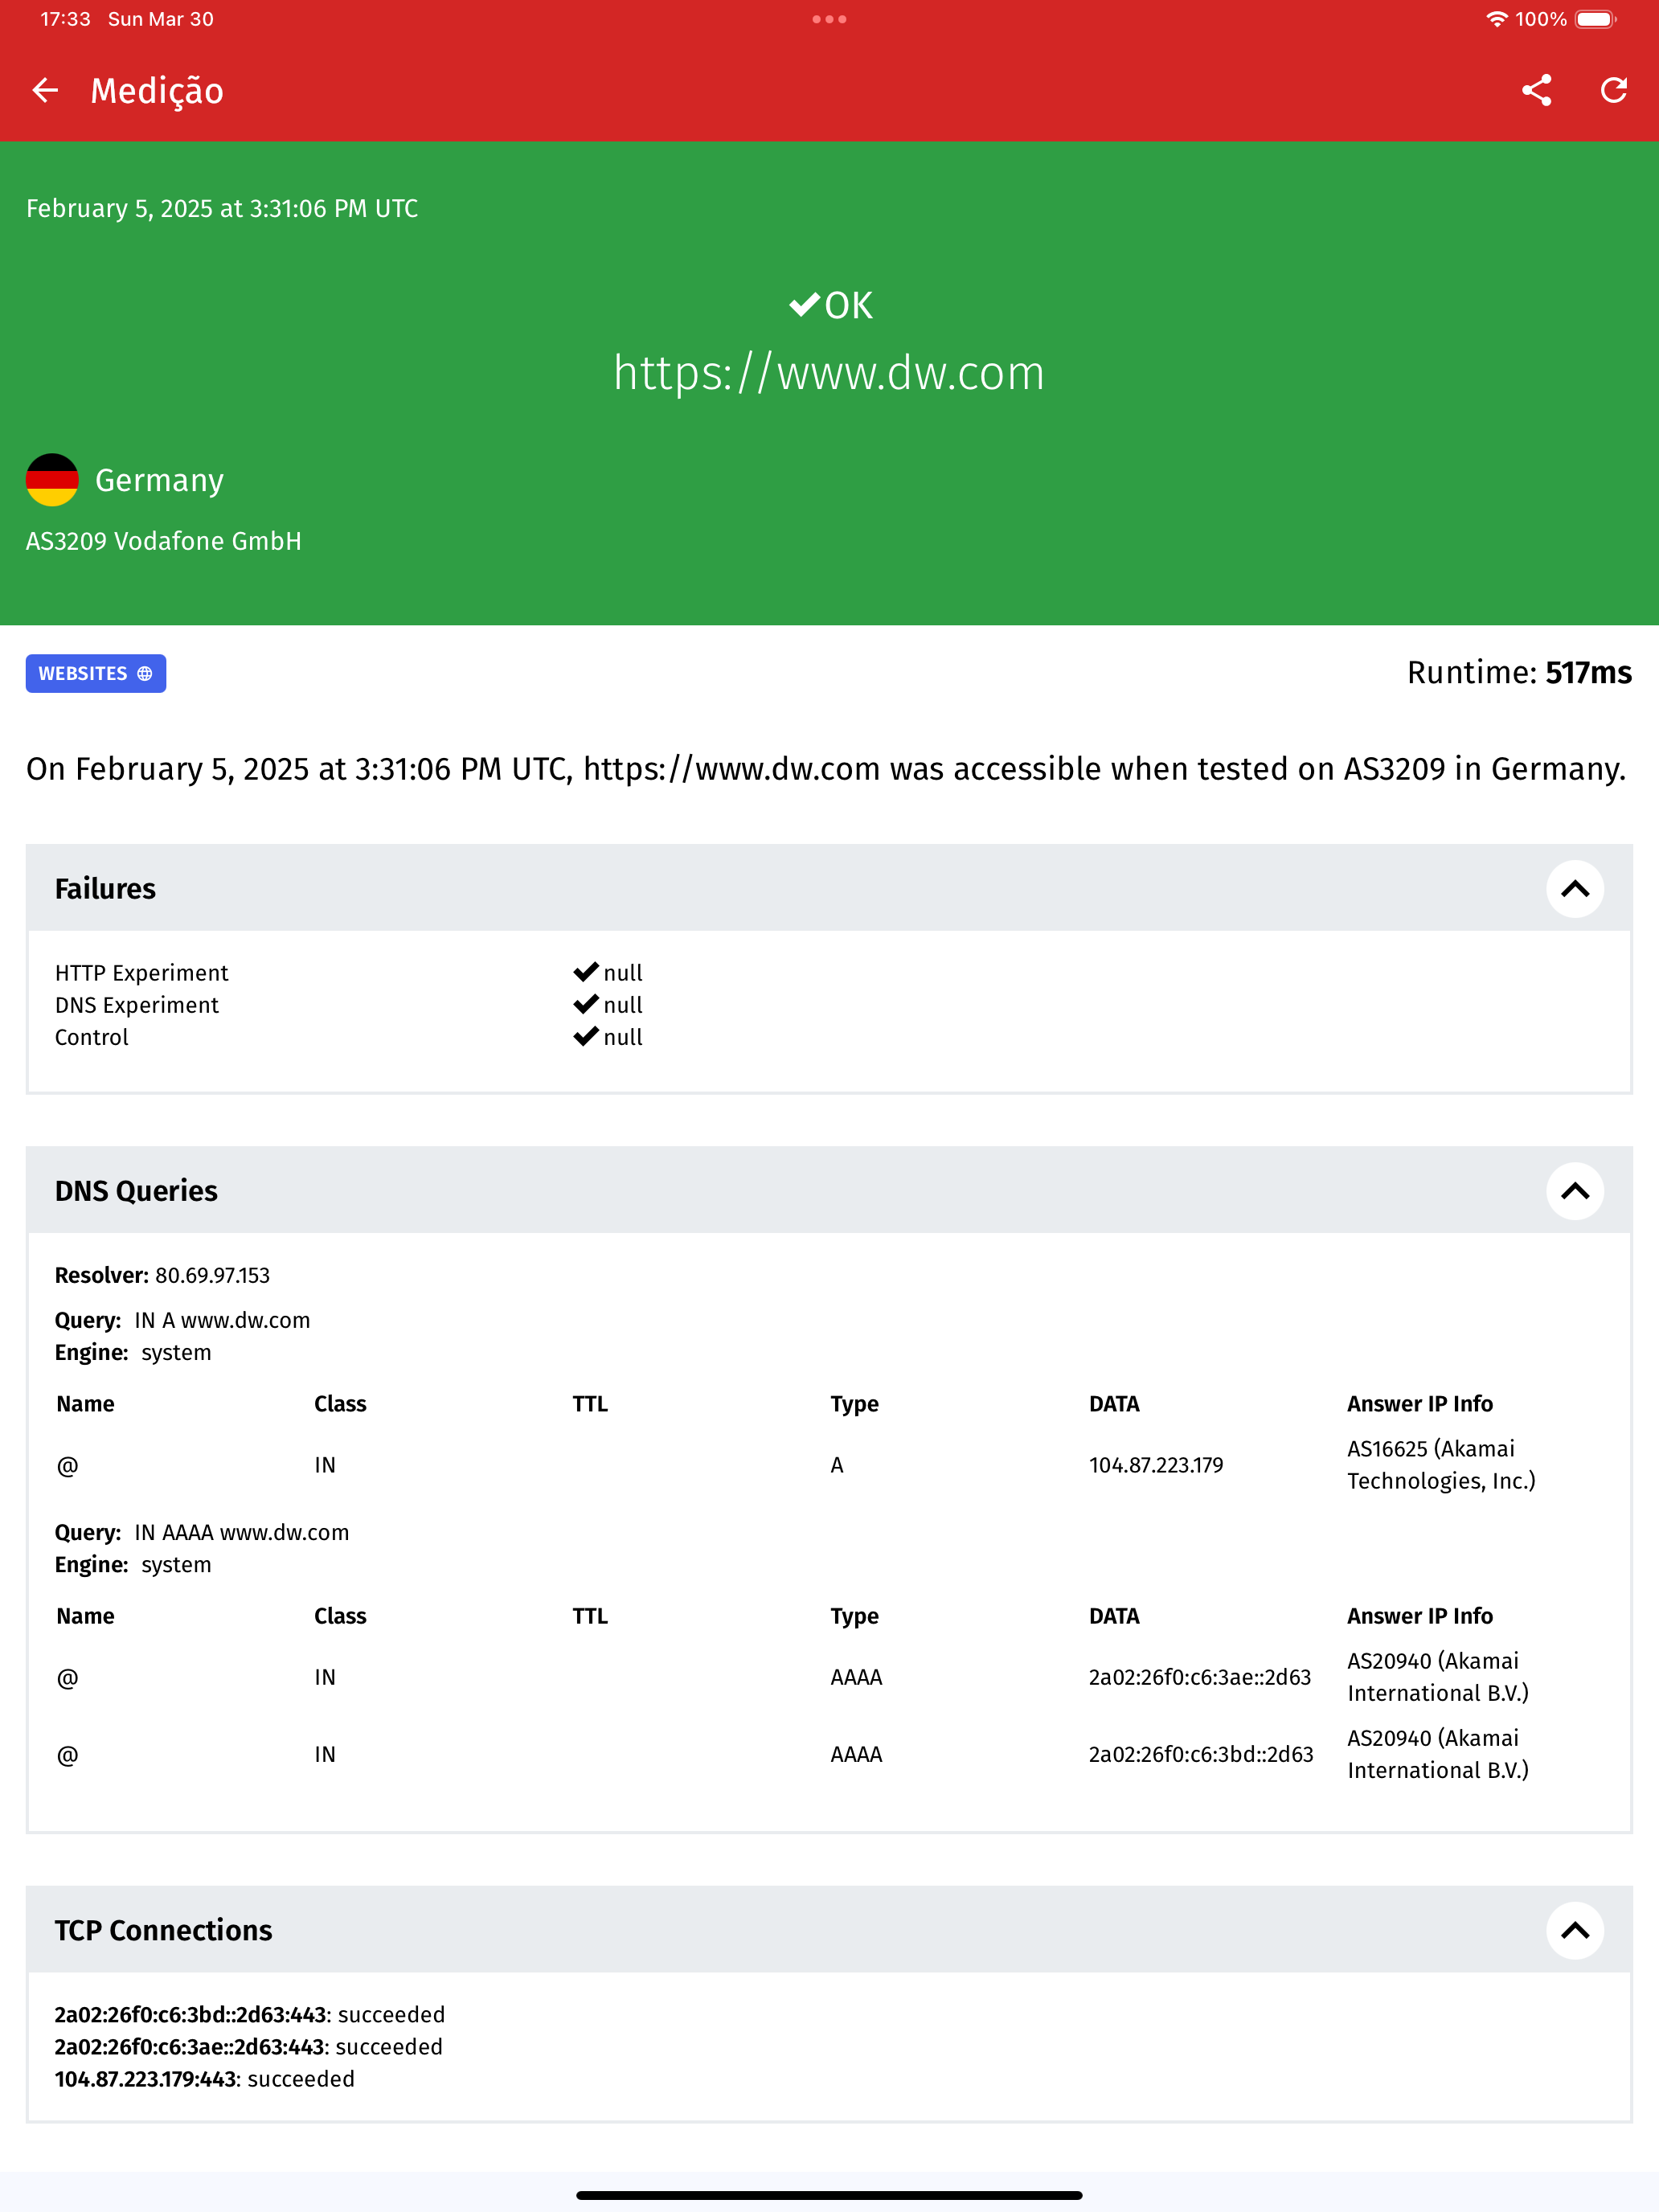 17:33 Sun Mar 30
100%
Medição
February 5, 2025 at 3:31:06 PM UTC
OK
https://www.dw.com
Germany
AS3209 Vodafone GmbH
WEBSITES
Runtime: 517ms
On February 5, 2025 at 3:31:06 PM UTC, https://www.dw.com was accessible when tested on AS3209 in Germany.
Failures
HTTP Experiment null
DNS Experiment null
Control null
DNS Queries
Resolver: 80.69.97.153
Query: IN A www.dw.com
Engine: system
Name Class TTL Type DATA Answer IP Info
@ IN A 104.87.223.179 AS16625 (Akamai
Technologies, Inc.)
Query: IN AAAA www.dw.com
Engine: system
Name Class TTL Type DATA Answer IP Info
@ IN AAAA 2a02:26f0:c6:3ae::2d63 AS20940 (Akamai
International B.V.)
@ IN AAAA 2a02:26f0:c6:3bd::2d63 AS20940 (Akamai
International B.V.)
TCP Connections
2a02:26f0:c6:3bd::2d63:443: succeeded
2a02:26f0:c6:3ae::2d63:443: succeeded
104.87.223.179:443: succeeded